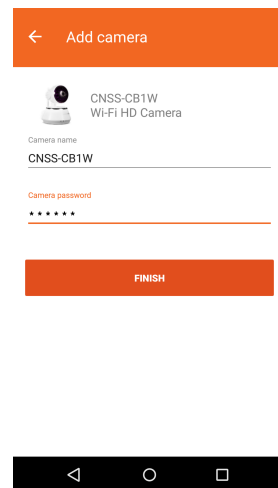 Add camera
CNSS-CB1W
Wi-Fi HD Camera
Camera name
CNSS-CB1W
Camera password
******
FINISH